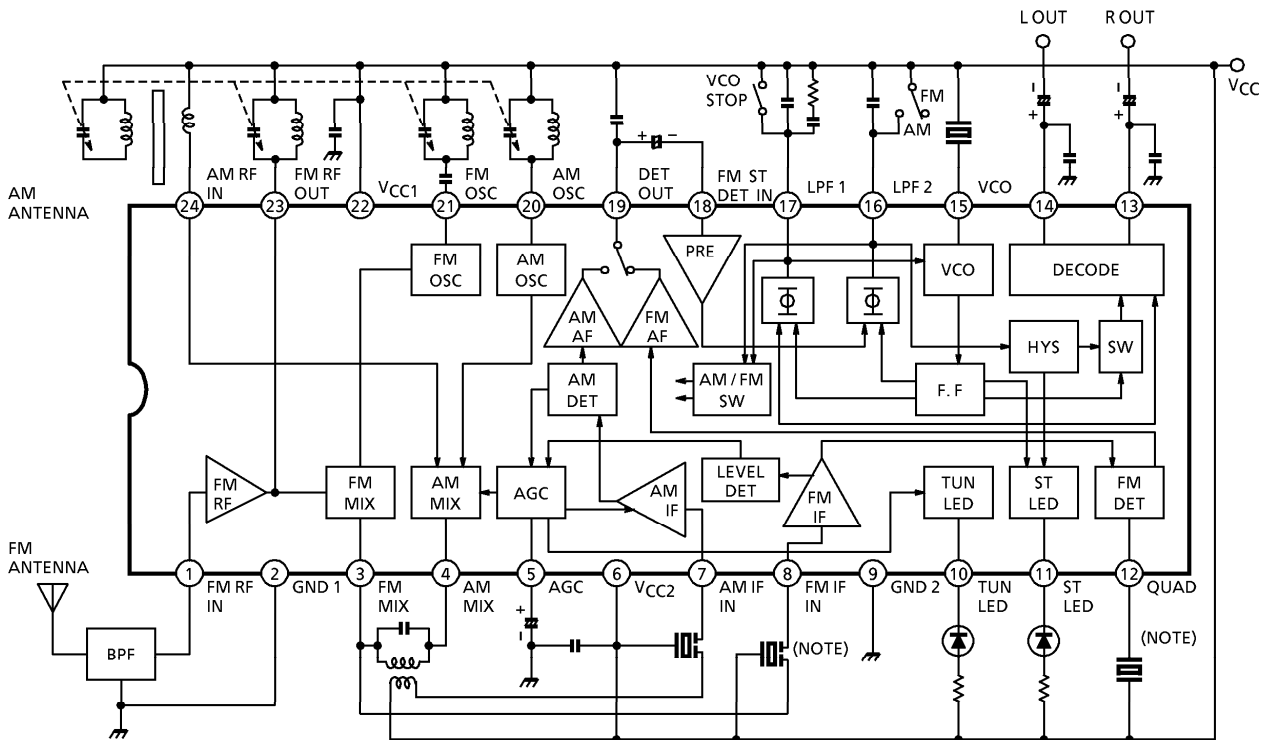 L OUT
R OUT
VCO
STOP
FM
AM
VCC
+ −
−
+
−
+
AM
ANTENNA
AM RF
IN
FM RF
OUT
VCC1
FM
OSC
AM
OSC
DET
OUT
FM ST
DET IN
LPF 1
LPF 2
VCO
24
23
22
21
20
19
18
17
16
15
14
13
FM
OSC
AM
OSC
PRE
VCO
DECODE
AM
AF
FM
AF
HYS
SW
AM
DET
AM / FM
SW
F. F
FM
RF
FM
MIX
AM
MIX
AGC
AM
IF
LEVEL
DET
FM
IF
TUN
LED
ST
LED
FM
DET
FM
ANTENNA
1
2
3
4
5
6
7
8
9
10
11
12
FM RF
IN
GND 1
FM
MIX
AM
MIX
AGC
VCC2
AM IF
IN
FM IF
IN
GND 2
TUN
LED
ST
LED
QUAD
+
−
BPF
(NOTE)
(NOTE)